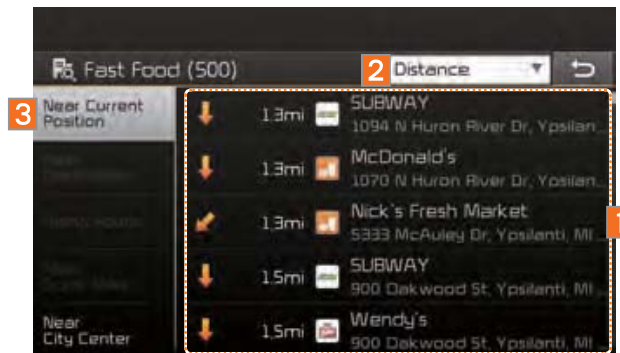 Fast Food (500)
2
Distance
3
Near Current
Position
1.3mi
SUBWAY
1094 N Huron River Dr, Ypsilan...
1.3mi
McDonald's
1070 N Huron River Dr, Ypsilan...
1.3mi
Nick's Fresh Market
5333 McAuley Dr, Ypsilanti, MI ...
1
1.5mi
SUBWAY
900 Oakwood St, Ypsilanti, MI ...
Near
City Center
1.5mi
Wendy's
900 Oakwood St, Ypsilanti, MI ...